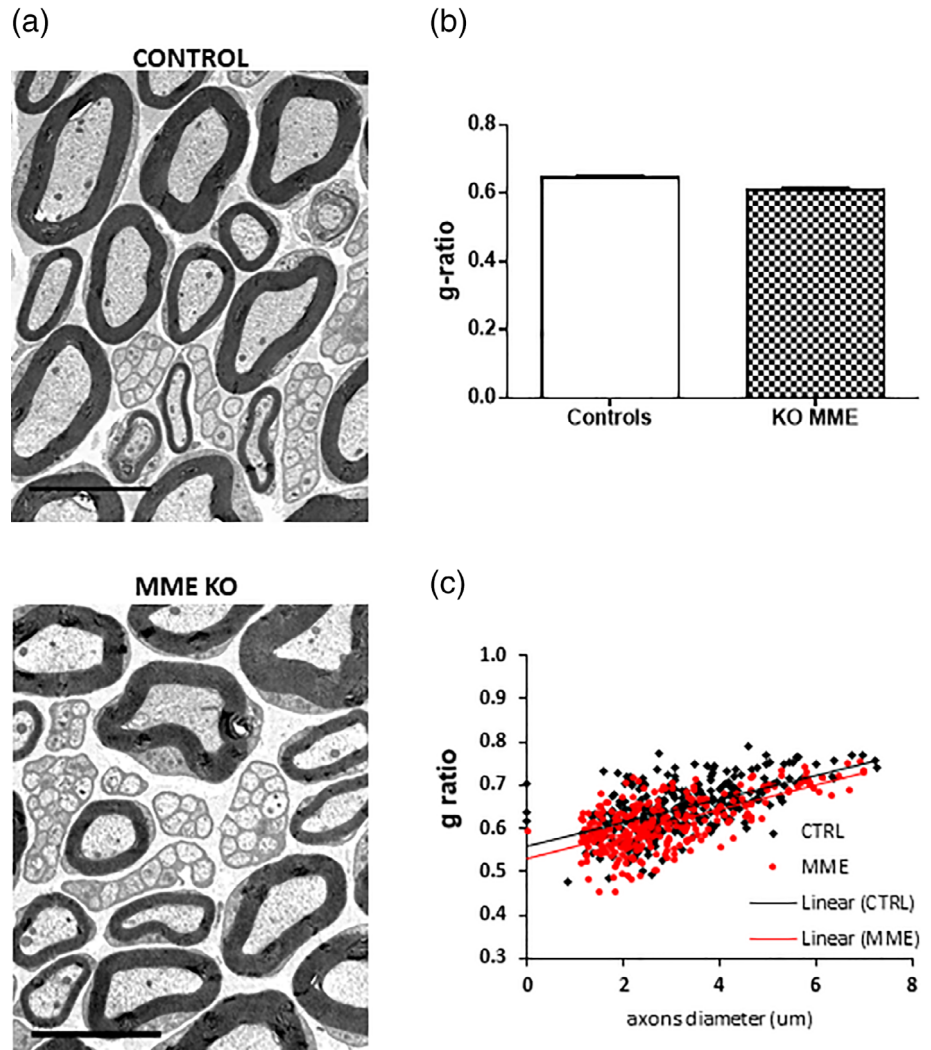 (a)
CONTROL
MME KO
(b)
0.8
0.6
0.4
0.2
0.0
g-ratio
Controls
KO MME
(c)
1.0
0.9
0.8
0.7
0.6
0.5
0.4
0.3
g ratio
CTRL
MME
Linear (CTRL)
Linear (MME)
0
2
4
6
8
axons diameter (um)